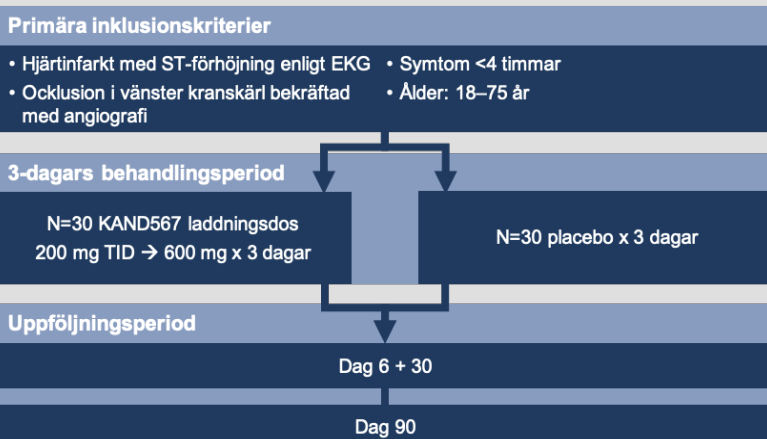 Primära inklusionskriterier
• Hjärtinfarkt med ST-förhöjning enligt EKG
• Ocklusion i vänster kranskärl bekräftad
med angiografi
• Symtom <4 timmar
• Ålder: 18–75 år
3-dagars behandlingsperiod
N=30 KAND567 laddningsdos
200 mg TID → 600 mg x 3 dagar
N=30 placebo x 3 dagar
Uppföljningsperiod
Dag 6 + 30
Dag 90